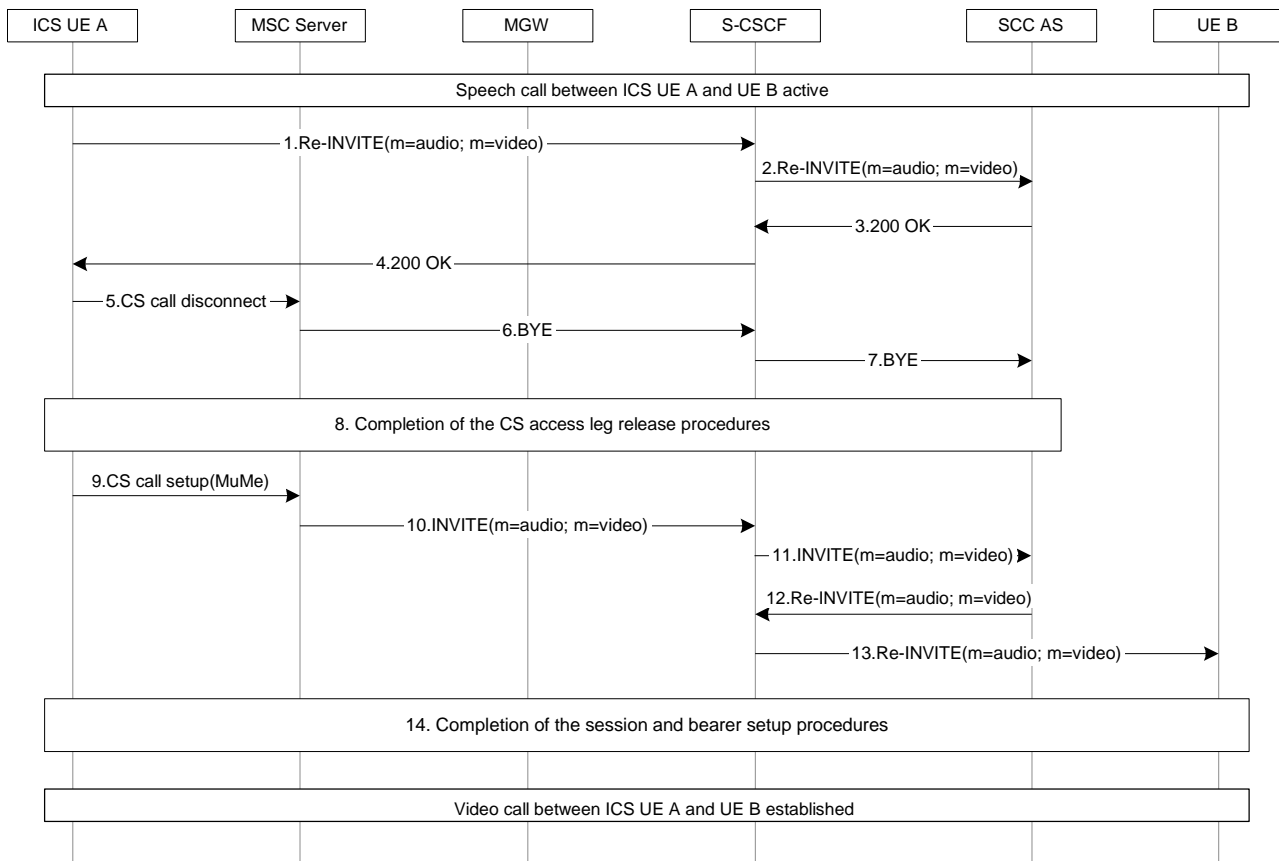 ICS UE A
MSC Server
MGW
S-CSCF
SCC AS
UE B
Speech call between ICS UE A and UE B active
1.Re-INVITE(m=audio; m=video)
2.Re-INVITE(m=audio; m=video)
3.200 OK
4.200 OK
5.CS call disconnect
6.BYE
7.BYE
8. Completion of the CS access leg release procedures
9.CS call setup(MuMe)
10.INVITE(m=audio; m=video)
11.INVITE(m=audio; m=video)
12.Re-INVITE(m=audio; m=video)
13.Re-INVITE(m=audio; m=video)
14. Completion of the session and bearer setup procedures
Video call between ICS UE A and UE B established